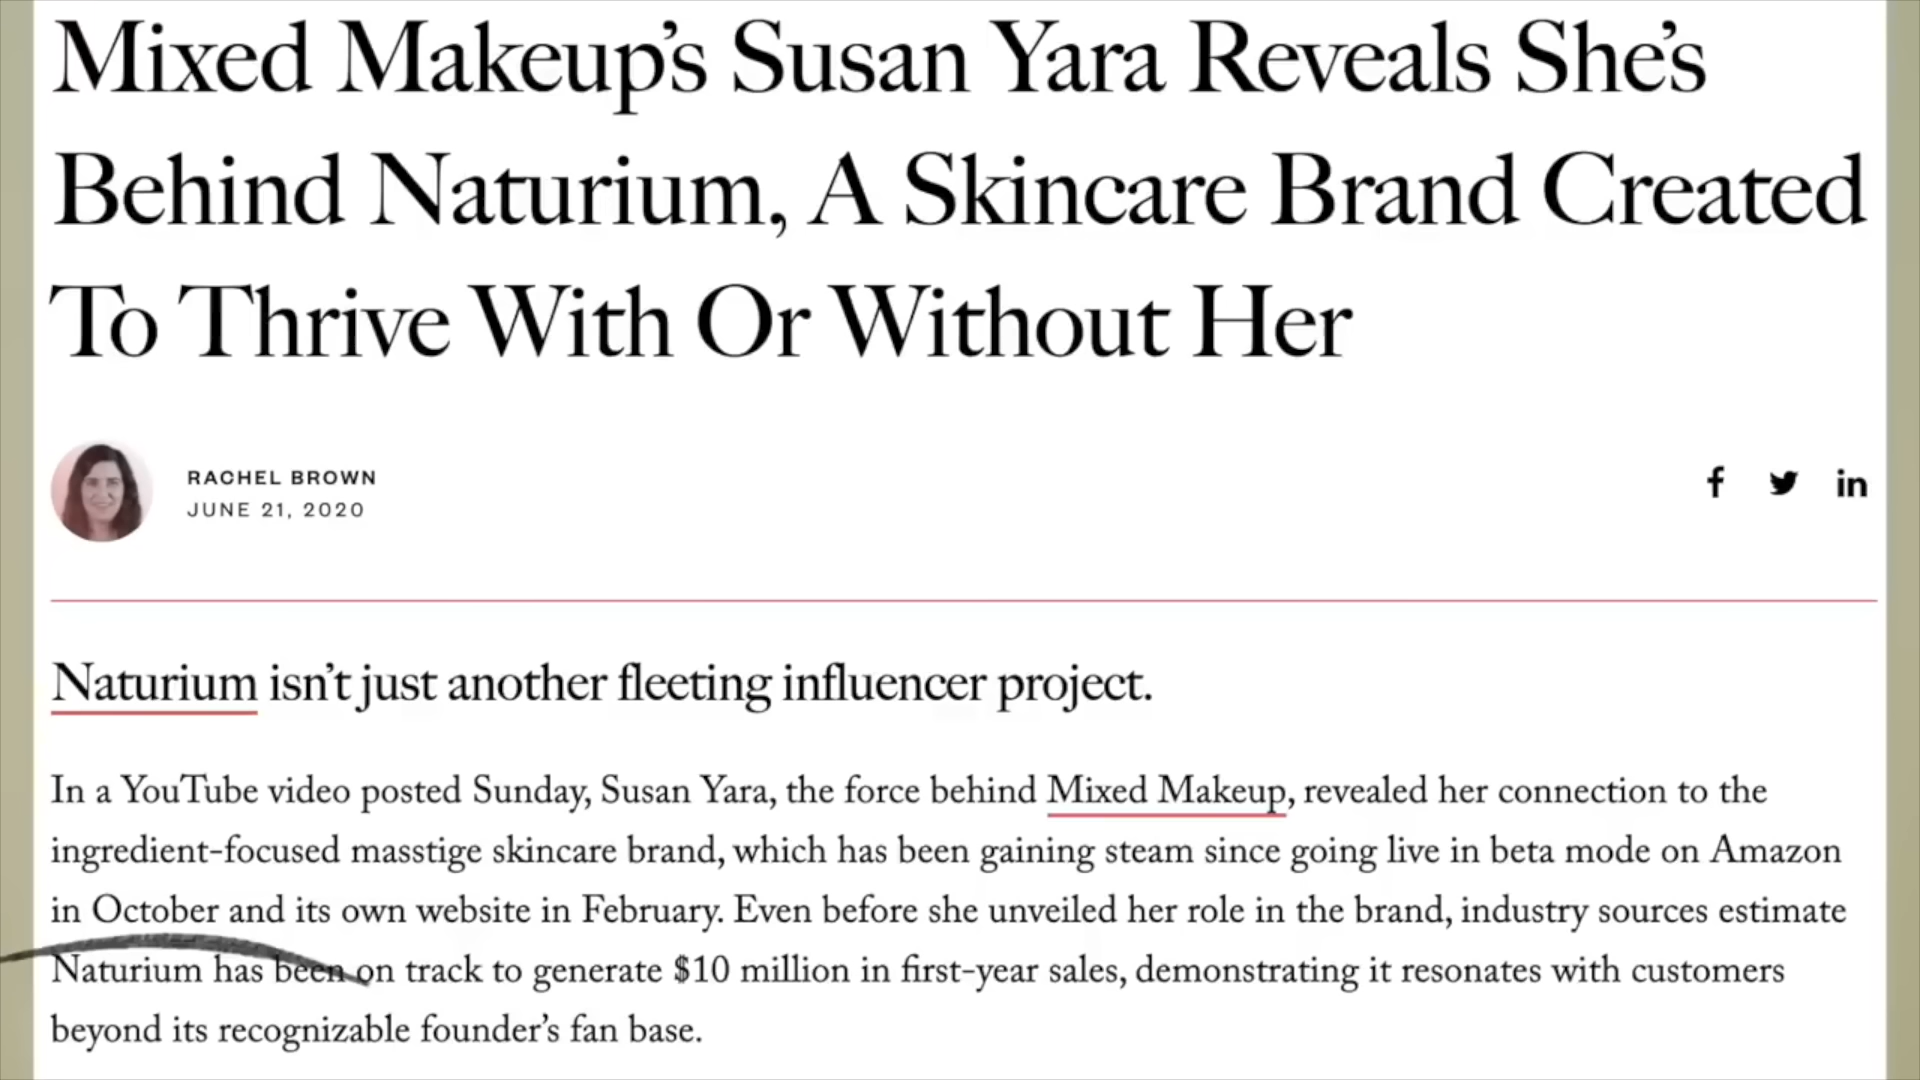 Mixed Makeup’s Susan Yara Reveals She’s
Behind Naturium, A Skincare Brand Created
To Thrive With Or Without Her
RACHEL BROWN
JUNE 21, 2020
Naturium isn’t just another fleeting influencer project.
In a YouTube video posted Sunday, Susan Yara, the force behind Mixed Makeup, revealed her connection to the
ingredient-focused masstige skincare brand, which has been gaining steam since going live in beta mode on Amazon
in October and its own website in February. Even before she unveiled her role in the brand, industry sources estimate
Naturium has been on track to generate $10 million in first-year sales, demonstrating it resonates with customers
beyond its recognizable founder’s fan base.